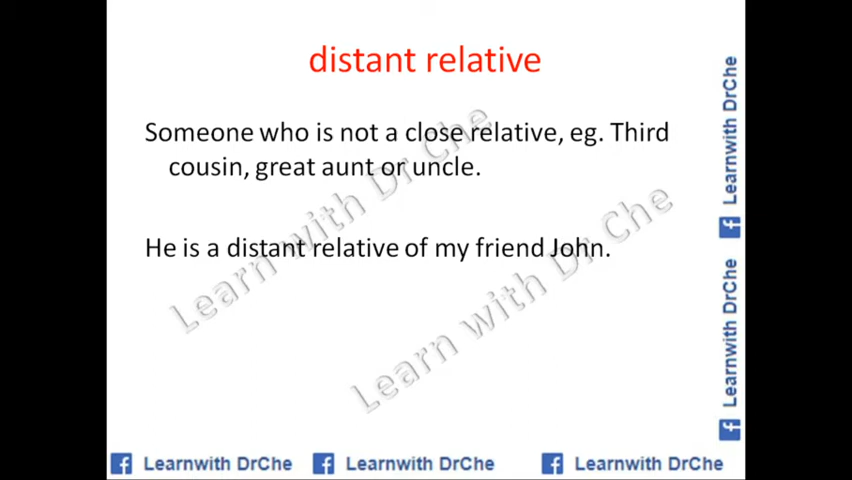 distant relative
Someone who is not a close relative, eg. Third
cousin, great aunt or uncle.
He is a distant relative of my friend John.
Learn with Dr Che
Learn with Dr Che
Learnwith DrChe
Learnwith DrChe
Learnwith DrChe Learnwith DrChe Learnwith DrChe